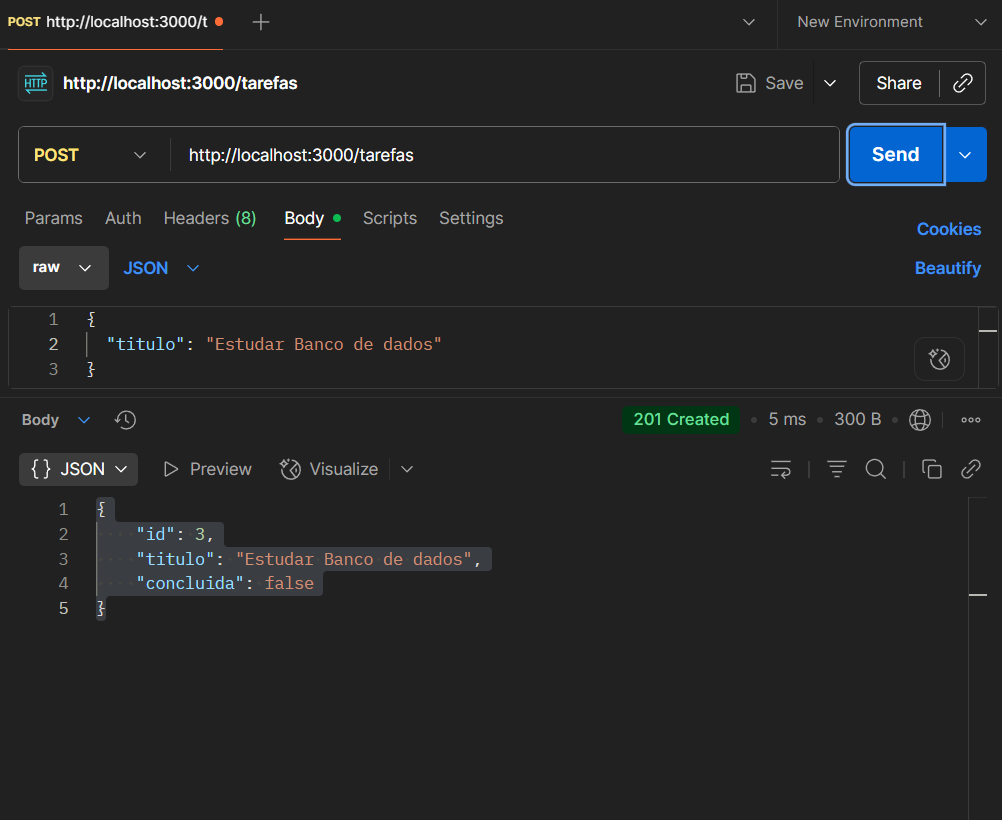 POST http://localhost:3000/t
New Environment
HTTP http://localhost:3000/tarefas
Save
Share
POST
http://localhost:3000/tarefas
Send
Params Auth Headers (8) Body Scripts Settings
Cookies
raw JSON
Beautify
1 {
2 "titulo": "Estudar Banco de dados"
3 }
Body
201 Created 5 ms 300 B
{} JSON Preview Visualize
1 {
2 "id": 3,
3 "titulo": "Estudar Banco de dados",
4 "concluida": false
5 }